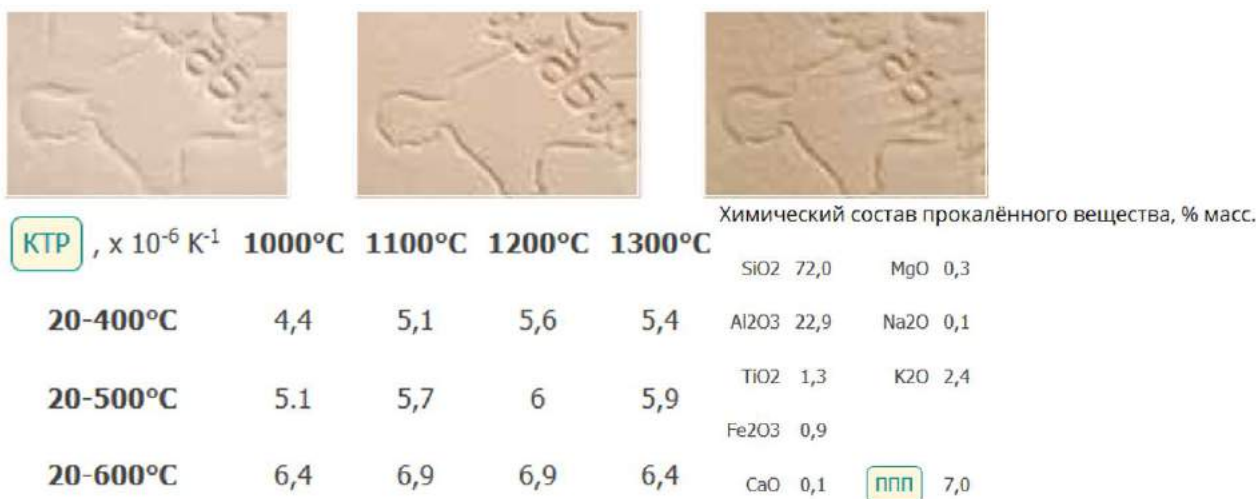 КТР , x 10⁻⁶ K⁻¹ 1000°C 1100°C 1200°C 1300°C
20-400°C 4,4 5,1 5,6 5,4
20-500°C 5.1 5,7 6 5,9
20-600°C 6,4 6,9 6,9 6,4
Химический состав прокалённого вещества, % масс.
SiO2 72,0 MgO 0,3
Al2O3 22,9 Na2O 0,1
TiO2 1,3 K2O 2,4
Fe2O3 0,9
CaO 0,1 ППП 7,0